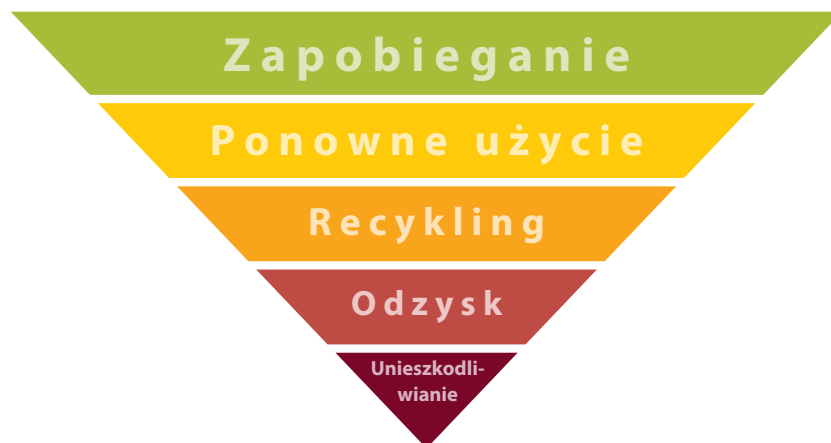 Zapobieganie
Ponowne użycie
Recykling
Odzysk
Unieszkodli-
wianie